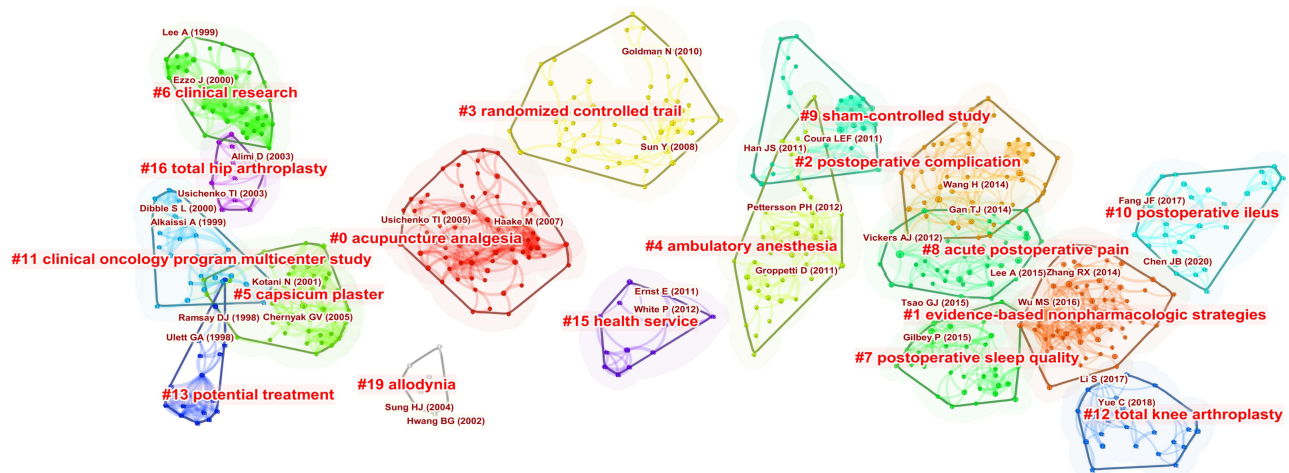 Lee A (1999)
Ezzo J (2000)
#6 clinical research
Alimi D (2003)
#16 total hip arthroplasty
Usichenko TI (2003)
Dibble S L (2000)
Alkaissi A (1999)
#11 clinical oncology program multicenter study
Kotani N (2001)
#5 capsicum plaster
Ramsay DJ (1998)
Chernyak GV (2005)
Ulett GA (1998)
#13 potential treatment
Usichenko TI (2005)
Haake M (2007)
#0 acupuncture analgesia
#19 allodynia
Sung HJ (2004)
Hwang BG (2002)
Goldman N (2010)
#3 randomized controlled trail
Sun Y (2008)
Ernst E (2011)
White P (2012)
#15 health service
#9 sham-controlled study
Coura LEF (2011)
Han JS (2011)
#2 postoperative complication
Wang H (2014)
Pettersson PH (2012)
Gan TJ (2014)
#4 ambulatory anesthesia
Groppetti D (2011)
Vickers AJ (2012)
#8 acute postoperative pain
Lee A (2015)
Zhang RX (2014)
Tsao GJ (2015)
Wu MS (2016)
#1 evidence-based nonpharmacologic strategies
Gilbey P (2015)
#7 postoperative sleep quality
Fang JF (2017)
#10 postoperative ileus
Chen JB (2020)
Li S (2017)
Yue C (2018)
#12 total knee arthroplasty